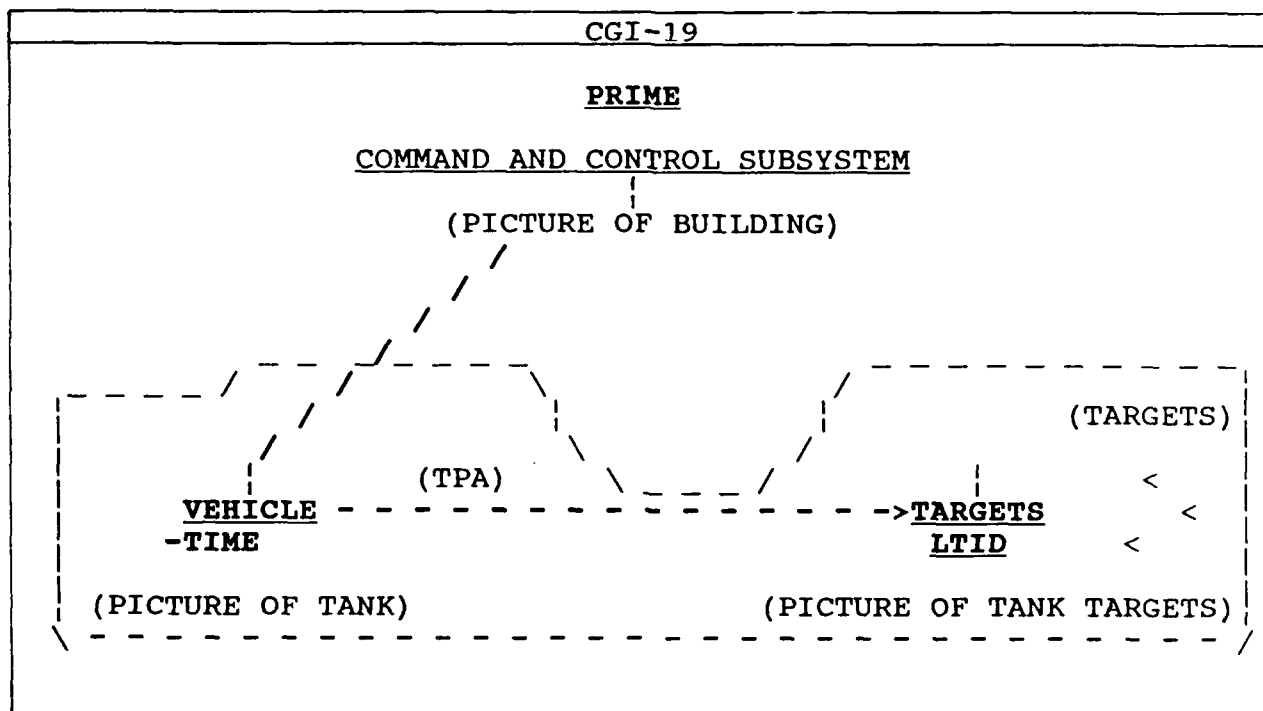 CGI-19
PRIME
COMMAND AND CONTROL SUBSYSTEM
(PICTURE OF BUILDING)
(TARGETS)
(TPA)
VEHICLE - - - - - - - - - - - - - - - - - ->TARGETS
-TIME LTID
(PICTURE OF TANK) (PICTURE OF TANK TARGETS)